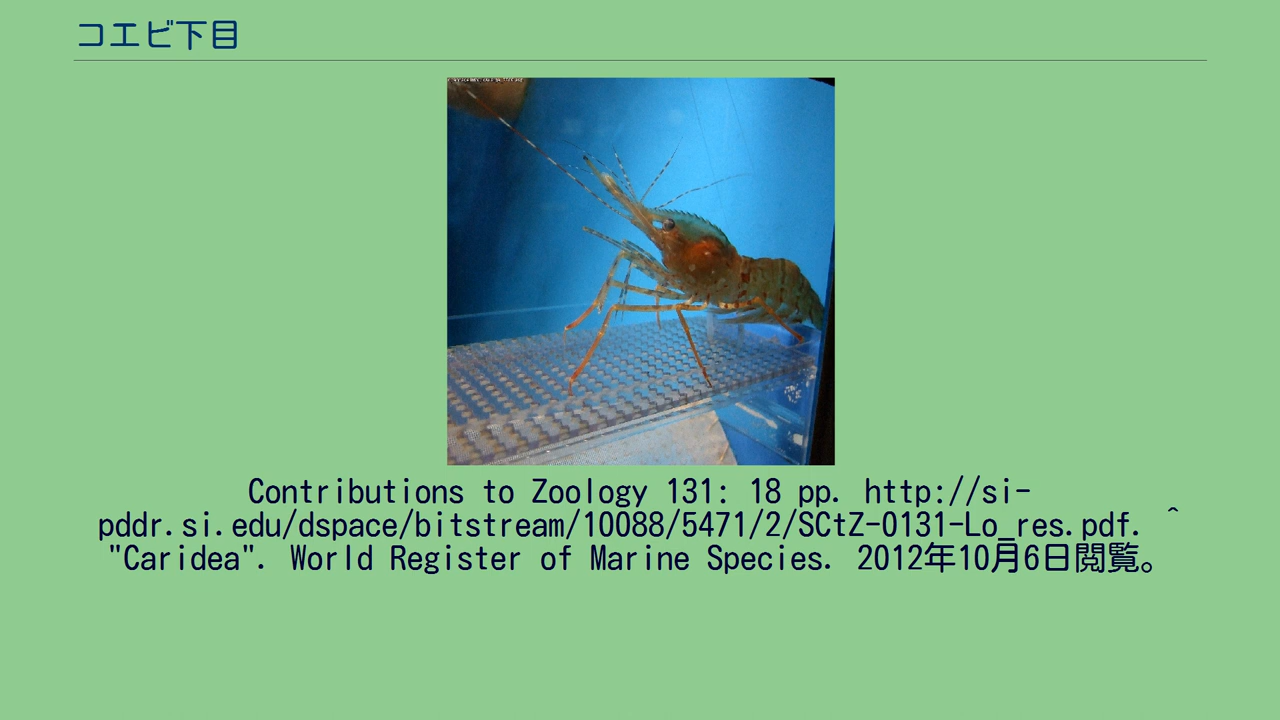 コエビ下目
Contributions to Zoology 131: 18 pp. http://si-
pddr.si.edu/dspace/bitstream/10088/5471/2/SCtZ-0131-Lo_res.pdf. ^
"Caridea". World Register of Marine Species. 2012年10月6日閲覧。